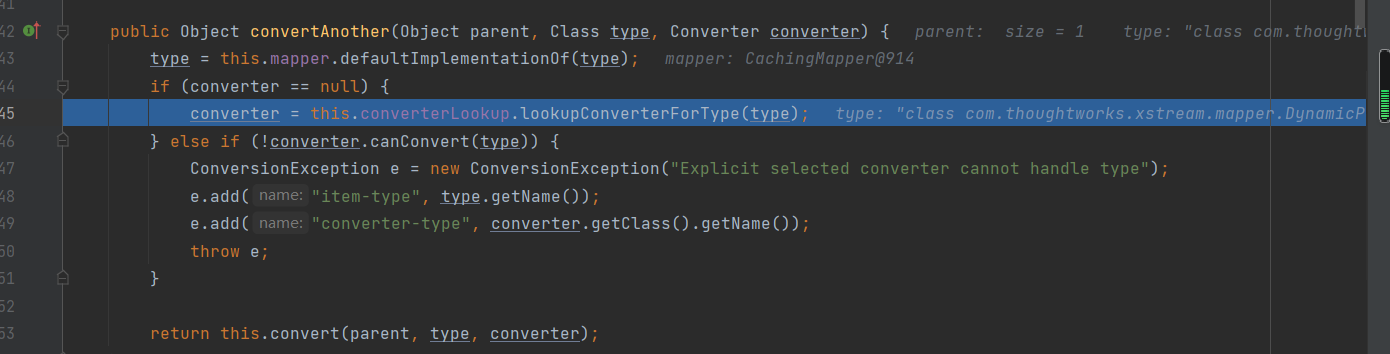 41
42 public Object convertAnother(Object parent, Class type, Converter converter) { parent: size = 1 type: "class com.thoughtw
43 type = this.mapper.defaultImplementationOf(type); mapper: CachingMapper@914
44 if (converter == null) {
45 converter = this.converterLookup.lookupConverterForType(type); type: "class com.thoughtworks.xstream.mapper.DynamicP
46 } else if (!converter.canConvert(type)) {
47 ConversionException e = new ConversionException("Explicit selected converter cannot handle type");
48 e.add( name: "item-type", type.getName());
49 e.add( name: "converter-type", converter.getClass().getName());
50 throw e;
51 }
52
53 return this.convert(parent, type, converter);